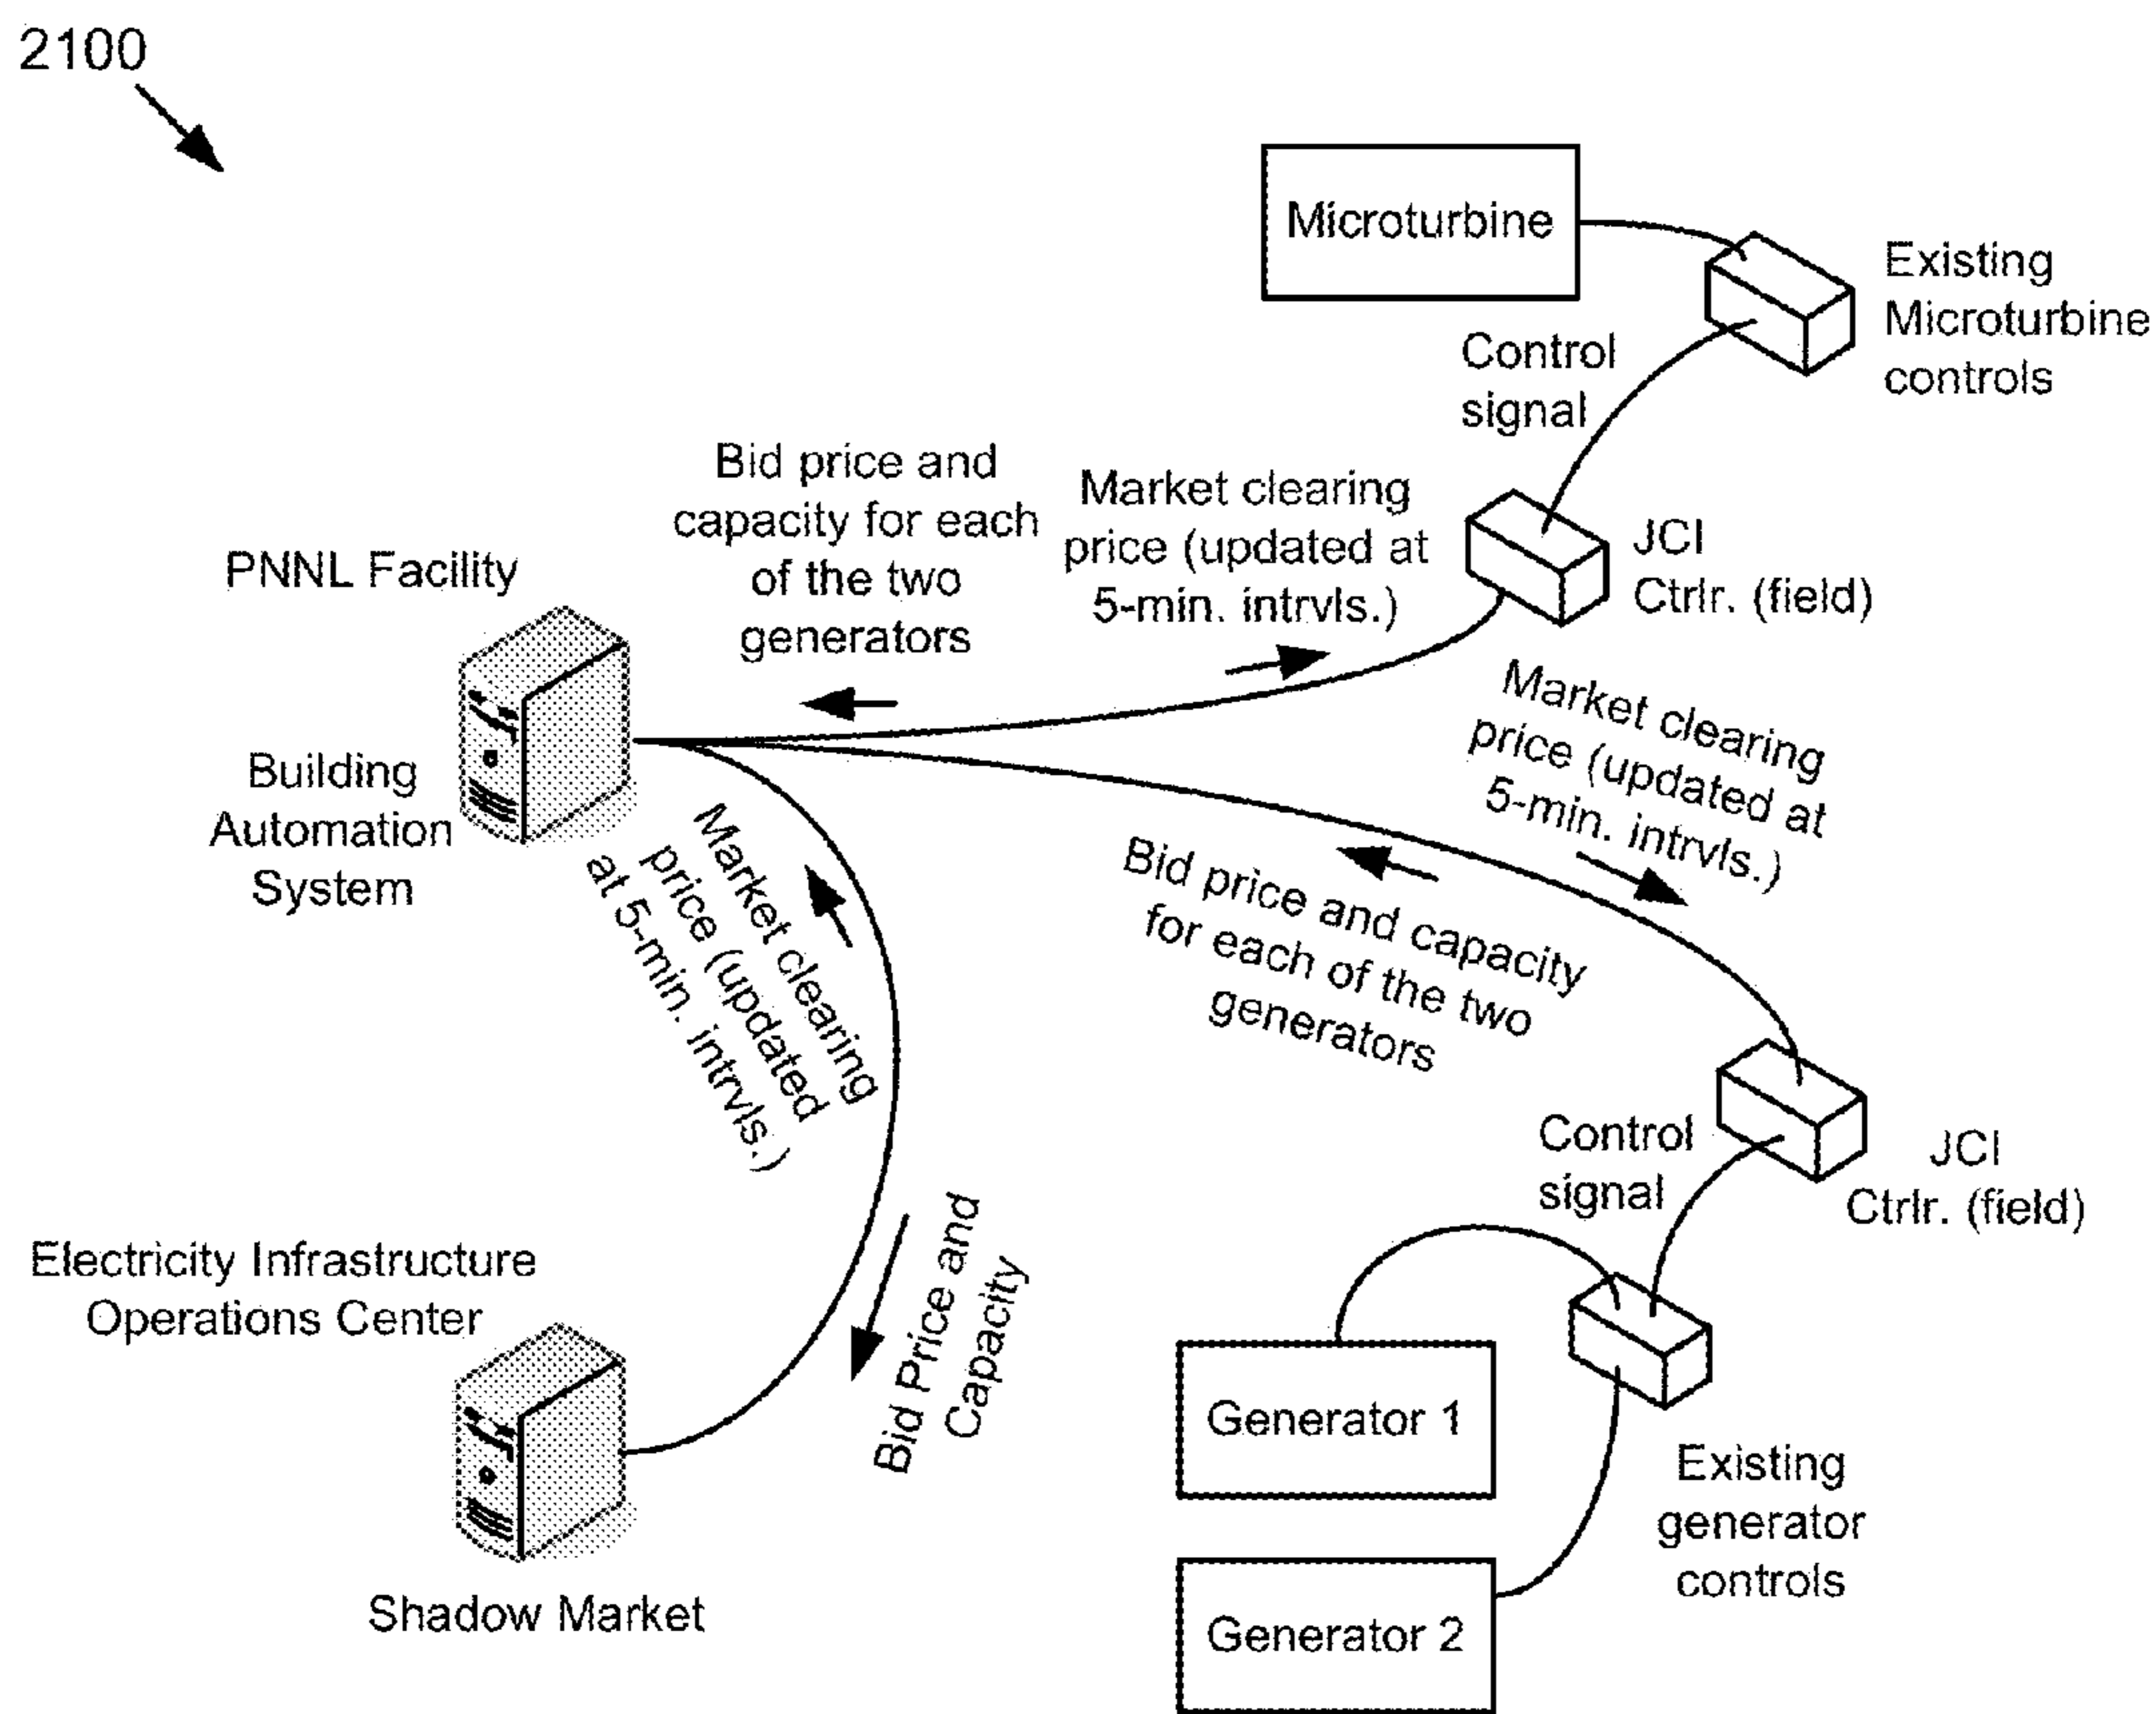 2100
Microturbine
Existing
Microturbine
controls
Control
signal
Bid price and
capacity for each
of the two
generators
Market clearing
price (updated at
5-min. intrvls.)
JCI
Ctrlr. (field)
PNNL Facility
Building
Automation
System
Market clearing
price (updated at
5-min. intrvls.)
Market clearing
price (updated
at 5-min. intrvls.)
Bid price and capacity
for each of the two
generators
Control
signal
JCI
Ctrlr. (field)
Electricity Infrastructure
Operations Center
Bid Price and
Capacity
Generator 1
Existing
generator
controls
Shadow Market
Generator 2